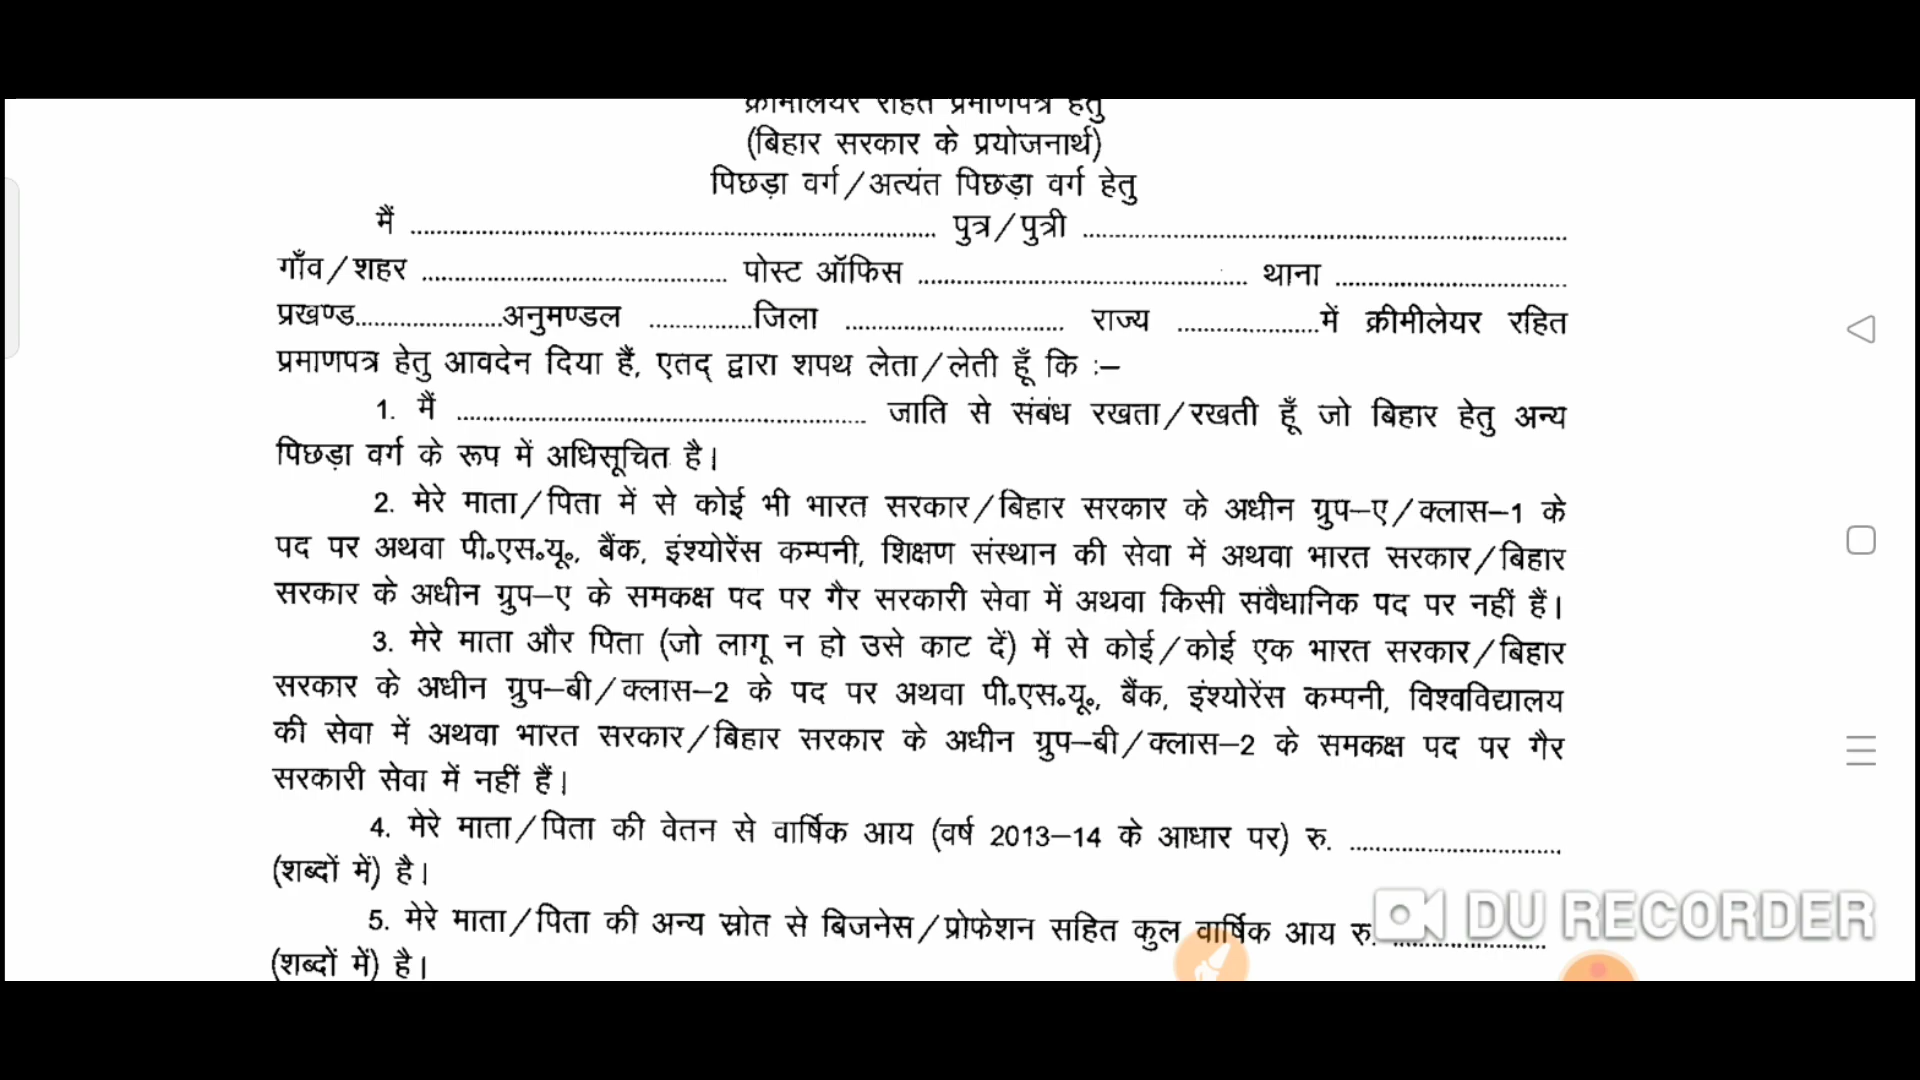 क्रीमीलेयर रहित प्रमाणपत्र हेतु
(बिहार सरकार के प्रयोजनार्थ)
पिछड़ा वर्ग/अत्यंत पिछड़ा वर्ग हेतु
मैं .................... पुत्र/पुत्री ....................
गाँव/शहर .................... पोस्ट ऑफिस .................... थाना ....................
प्रखण्ड....................अनुमण्डल ..............जिला .................... राज्य ....................में क्रीमीलेयर रहित
प्रमाणपत्र हेतु आवदेन दिया हैं, एतद् द्वारा शपथ लेता/लेती हूँ कि :–
1. मैं .................... जाति से संबंध रखता/रखती हूँ जो बिहार हेतु अन्य
पिछड़ा वर्ग के रूप में अधिसूचित है।
2. मेरे माता/पिता में से कोई भी भारत सरकार/बिहार सरकार के अधीन ग्रुप–ए/क्लास–1 के
पद पर अथवा पी॰एस॰यू॰, बैंक, इंश्योरेंस कम्पनी, शिक्षण संस्थान की सेवा में अथवा भारत सरकार/बिहार
सरकार के अधीन ग्रुप–ए के समकक्ष पद पर गैर सरकारी सेवा में अथवा किसी संवैधानिक पद पर नहीं हैं।
3. मेरे माता और पिता (जो लागू न हो उसे काट दें) में से कोई/कोई एक भारत सरकार/बिहार
सरकार के अधीन ग्रुप–बी/क्लास–2 के पद पर अथवा पी॰एस॰यू॰, बैंक, इंश्योरेंस कम्पनी, विश्वविद्यालय
की सेवा में अथवा भारत सरकार/बिहार सरकार के अधीन ग्रुप–बी/क्लास–2 के समकक्ष पद पर गैर
सरकारी सेवा में नहीं हैं।
4. मेरे माता/पिता की वेतन से वार्षिक आय (वर्ष 2013–14 के आधार पर) रु. ....................
(शब्दों में) है।
5. मेरे माता/पिता की अन्य स्रोत से बिजनेस/प्रोफेशन सहित कुल वार्षिक आय रु. ....................
(शब्दों में) है।
DU RECORDER